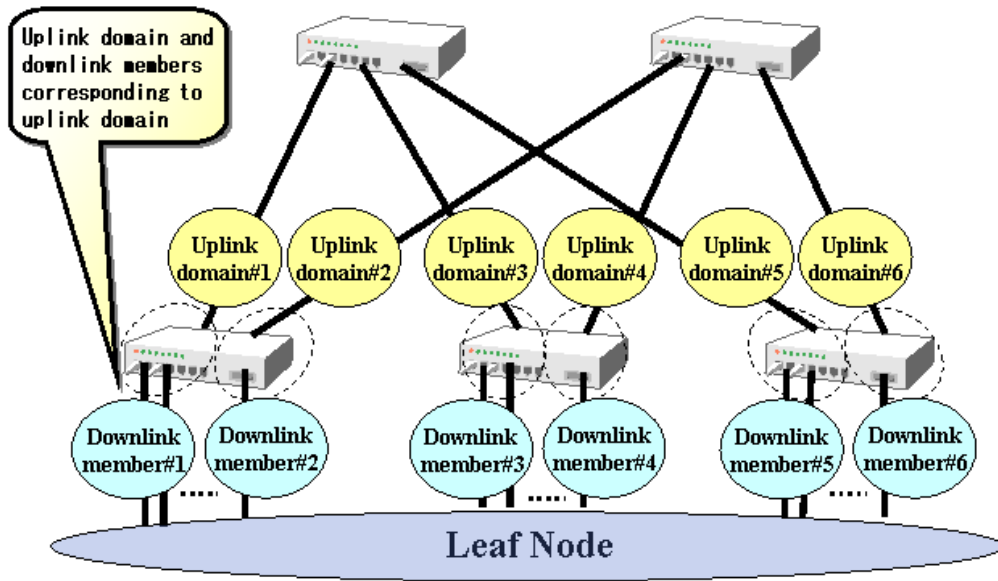 Uplink domain and
downlink members
corresponding to
uplink domain
Uplink
domain#1
Uplink
domain#2
Uplink
domain#3
Uplink
domain#4
Uplink
domain#5
Uplink
domain#6
Downlink
member#1
Downlink
member#2
Downlink
member#3
Downlink
member#4
Downlink
member#5
Downlink
member#6
Leaf Node